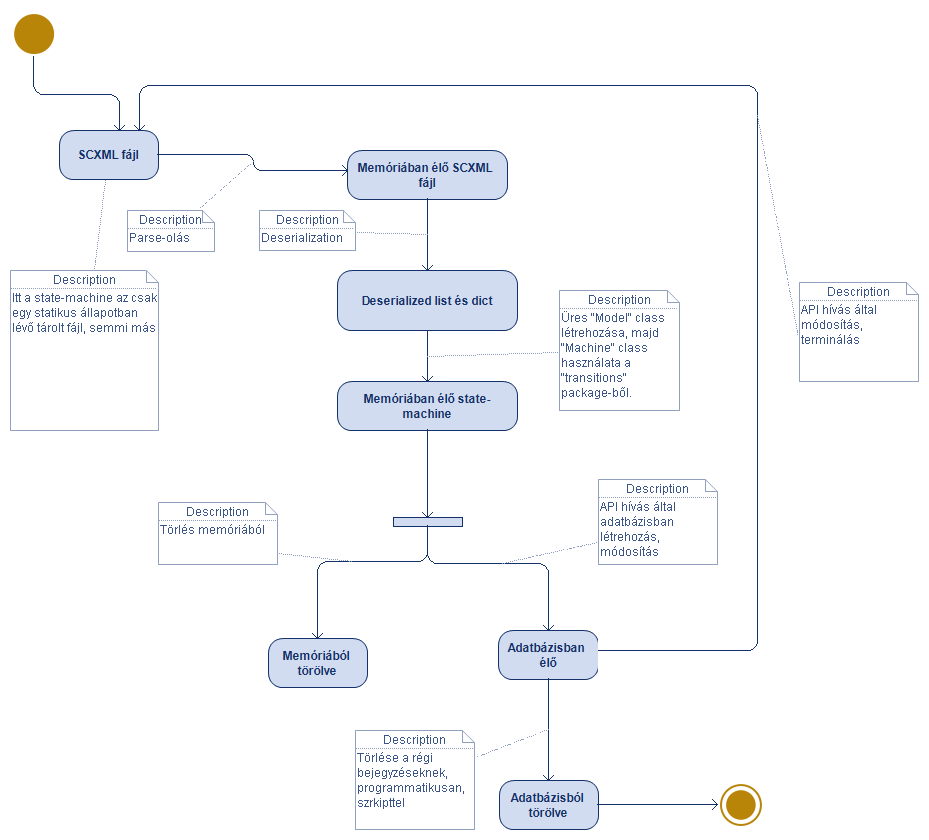 SCXML fájl
Memóriában élő SCXML
fájl
Description
Parse-olás
Description
Deserialization
Description
Itt a state-machine az csak
egy statikus állapotban
lévő tárolt fájl, semmi más
Deserialized list és dict
Description
Üres "Model" class
létrehozása, majd
"Machine" class
használata a
"transitions"
package-ből.
Description
API hívás által
módosítás,
terminálás
Memóriában élő state-
machine
Description
Törlés memóriából
Description
API hívás által
adatbázisban
létrehozás,
módosítás
Memóriából
törölve
Adatbázisban
élő
Description
Törlése a régi
bejegyzéseknek,
programmatikusan,
szrkipttel
Adatbázisból
törölve